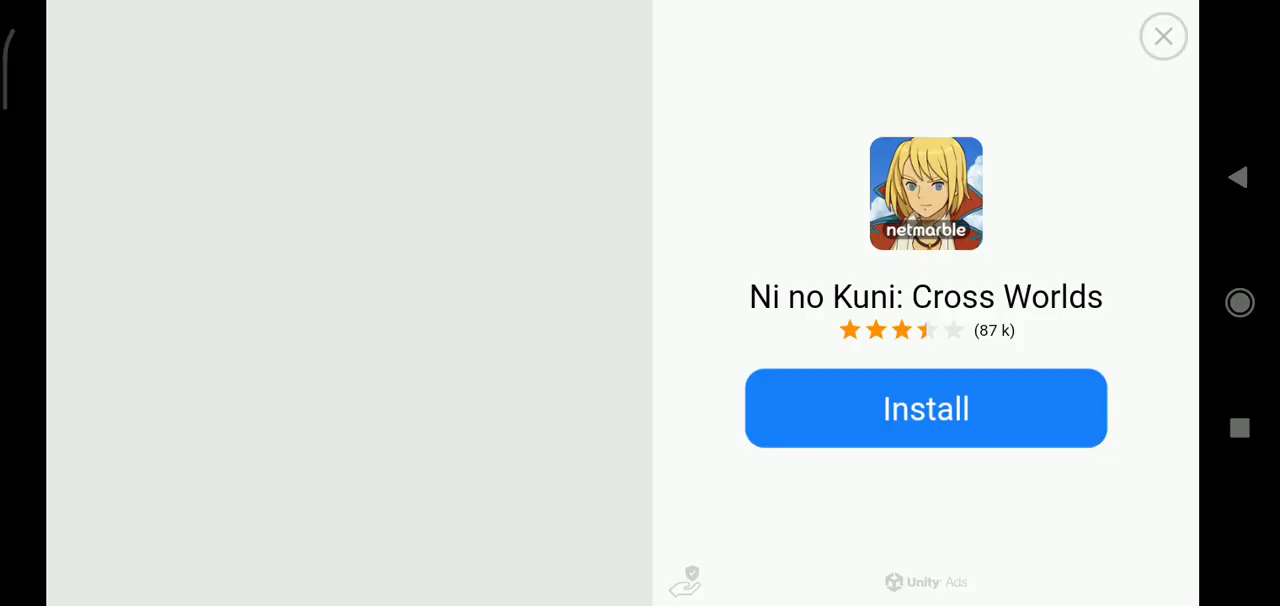 netmarble
Ni no Kuni: Cross Worlds
(87 k)
Install
Unity Ads